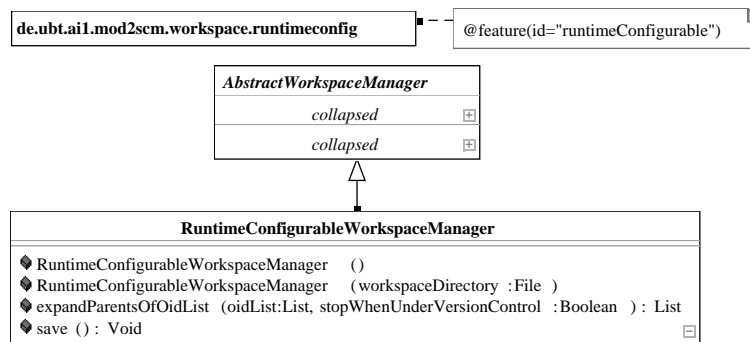 de.ubt.ai1.mod2scm.workspace.runtimeconfig
@feature(id="runtimeConfigurable")
AbstractWorkspaceManager
collapsed
collapsed
RuntimeConfigurableWorkspaceManager
RuntimeConfigurableWorkspaceManager ()
RuntimeConfigurableWorkspaceManager (workspaceDirectory :File )
expandParentsOfOidList (oidList:List, stopWhenUnderVersionControl :Boolean ) : List
save () : Void